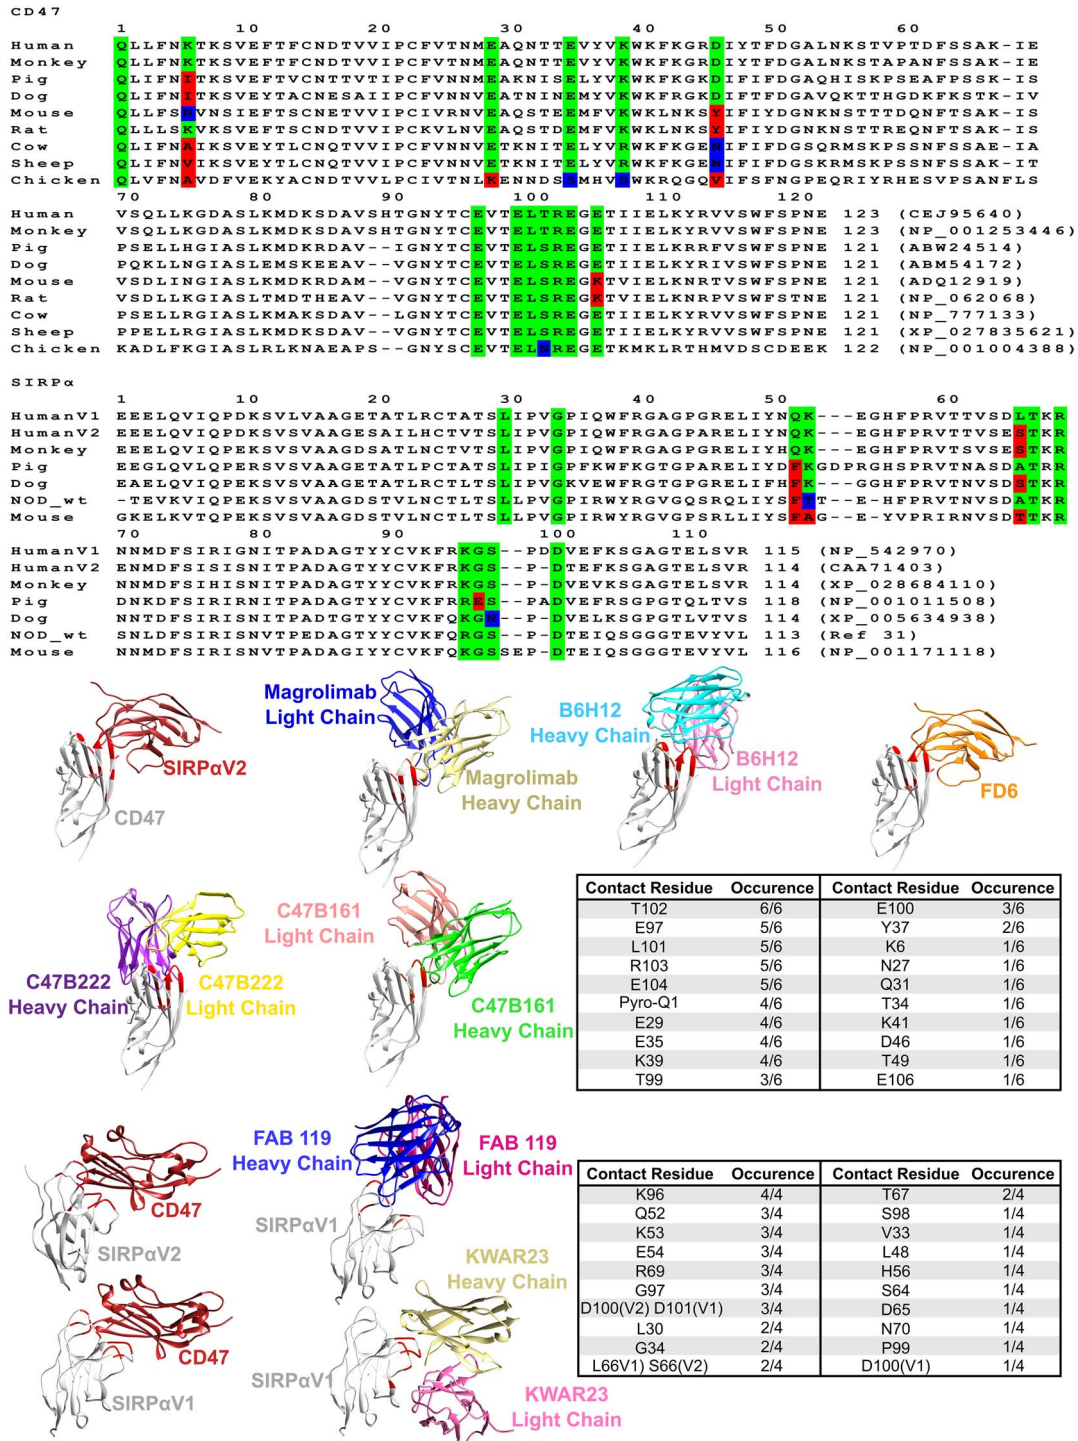 CD47
1 10 20 30 40 50 60
Human QLLFNKTKSVEFTFCNDTVVIPCFVTNMEAQNTTEVYVKWKFKGRDIYTFDGALNKSTVPTDFSSAK-IE
Monkey QLLFNKTKSVEFTFCNDTVVIPCFVTNMEAQNTTEVYVKWKFKGRDIYTFDGALNKSTAPANFSSAK-IE
Pig QLIFNITKSVEFTVCNTTVTIPCFVNNMEAKNISELYVKWKFKGKDIFIFDGAQHISKPSEAFPSSK-IS
Dog QLIFNITKSVEYTACNESAIIPCFVNNVEATNINEMYVKWKFRGKDIFTFDGVQKTTHGDKFKSTK-IV
Mouse QLLFSNVNSIEFTSCNETVVIPCIVRNVEAQSTEEMFVKWKLNKSYIFIYDGNKNSTTTDQNFTSAK-IS
Rat QLLLSKVKSVEFTSCNDTVVIPCKVLNVEAQSTDEMFVKWKLNKSYIFIYDGNKNSTTREQNFTSAK-IS
Cow QLIFNAIKSVEYTLCNQTVVIPCFVNNVETKNITELYVRWKFKGENIFIFDGSQRMSKPSSNFSSAE-IA
Sheep QLIFNVIKSVEYTLCNDTVVIPCFVNNVETKNITELYVRWKFKGENIFIFDGSKRMSKPSSNFSSAK-IT
Chicken QLVFNAVDFVEKYACNDTVVLPCIVTNLKENNDSSMHVRWKRQGQVIFSFNGPEQRIYRHESVPSANFLS
70 80 90 100 110 120
Human VSQLLKGDASLKMDKSDAVSHTGNYTCEVTELTREGETIIELKYRVVSWFSPNE 123 (CEJ95640)
Monkey VSQLLKGDASLKMDKSDAVSHTGNYTCEVTELTREGETIIELKYRVVSWFSPNE 123 (NP_001253446)
Pig PSELLHGIASLKMDKRDAV--IGNYTCEVTELSREGETIIELKRRFVSWFSPNE 121 (ABW24514)
Dog PQKLLNGIASLEMSKEEAV--VGNYTCEVTELSREGETIIELKYRIVSWFSPNE 121 (ABM54172)
Mouse VSDLINGIASLKMDKRDAM--VGNYTCEVTELSREGKTVIELKNRTVSWFSPNE 121 (ADQ12919)
Rat VSDLLKGIASLTMDTHEAV--VGNYTCEVTELSREGKTVIELKNRPVSWFSTNE 121 (NP_062068)
Cow PSELLRGIASLKMAKSDAV--LGNYTCEVTELSREGETIIELKYRVVSWFSPNE 121 (NP_777133)
Sheep PPELLRGIASLKMDKSDAV--VGNYTCEVTELSREGETIIELKYRVVSWFSPNE 121 (XP_027835621)
Chicken KADLFKGIASLRLKNAEAPS--GNYSCEVTELNREGETKMKLRTHMVDSCDEEK 122 (NP_001004388)
SIRPα
1 10 20 30 40 50 60
HumanV1 EEELQVIQPDKSVLVAAGETATLRCTATSLIPVGPIQWFRGAGPGRELIYNQK---EGHFPRVTTVSDLTKR
HumanV2 EEELQVIQPDKSVSVAAGESAILHCTVTSLIPVGPIQWFRGAGPARELIYNQK---EGHFPRVTTVSESTKR
Monkey EEELQVIQPEKSVSVAAGDSATLNCTVSSLIPVGPIQWFRGAGPGRELIYHQK---EGHFPRVTTVSESTKR
Pig EEGLQVLQPERSVSVAAGETATLPCTATSLIPIGPFKWFKGTGPARELIYDFKGDPRGHSPRVTNASDATRR
Dog EAELQVIQPEKSVSVAAGETATLRCTLTSLIPVGKVEWFRGTGPGRELIFHFK---GGHFPRVTNVSDSTKR
NOD_wt -TEVKVIQPEKSVSVAAGDSTVLNCTLTSLLPVGPIRWYRGVGQSRQLIYSFTT--E-HFPRVTNVSDATKR
Mouse GKELKVTQPEKSVSVAAGDSTVLNCTLTSLLPVGPIRWYRGVGPSRLLIYSFAG--E-YVPRIRNVSDTTKR
70 80 90 100 110
HumanV1 NNMDFSIRIGNITPADAGTYYCVKFRKGS--PDDVEFKSGAGTELSVR 115 (NP_542970)
HumanV2 ENMDFSISISNITPADAGTYYCVKFRKGS--P-DTEFKSGAGTELSVR 114 (CAA71403)
Monkey NNMDFSIHISNITPADAGTYYCVKFRKGS--P-DVEVKSGAGTELSVR 114 (XP_028684110)
Pig DNKDFSIRISNITPADAGTYYCVKFRRES--PADVEFRSGPGTQLTVS 118 (NP_001011508)
Dog NNTDFSIRISNITPADTGTYYCVKFQKGN--P-DVELKSGPGTEVTVS 114 (XP_005634938)
NOD_wt SNLDFSIRISNVTPEDAGTYYCVKFQRGS--P-DTEIQSGGGTEVYVL 113 (Ref 31)
Mouse NNMDFSIRISNVTPADAGTYYCVKFQKGSSEP-DTEIQSGGGTEVYVL 116 (NP_001171118)
SIRPαV2
CD47
Magrolimab
Light Chain
Magrolimab
Heavy Chain
B6H12
Heavy Chain
B6H12
Light Chain
FD6
C47B222
Heavy Chain
C47B222
Light Chain
C47B161
Light Chain
C47B161
Heavy Chain
Contact Residue Occurence Contact Residue Occurence
T102 6/6 E100 3/6
E97 5/6 Y37 2/6
L101 5/6 K6 1/6
R103 5/6 N27 1/6
E104 5/6 Q31 1/6
Pyro-Q1 4/6 T34 1/6
E29 4/6 K41 1/6
E35 4/6 D46 1/6
K39 4/6 T49 1/6
T99 3/6 E106 1/6
CD47
SIRPαV2
FAB 119
Heavy Chain
FAB 119
Light Chain
SIRPαV1
CD47
SIRPαV1
KWAR23
Heavy Chain
SIRPαV1
KWAR23
Light Chain
Contact Residue Occurence Contact Residue Occurence
K96 4/4 T67 2/4
Q52 3/4 S98 1/4
K53 3/4 V33 1/4
E54 3/4 L48 1/4
R69 3/4 H56 1/4
G97 3/4 S64 1/4
D100(V2) D101(V1) 3/4 D65 1/4
L30 2/4 N70 1/4
G34 2/4 P99 1/4
L66V1) S66(V2) 2/4 D100(V1) 1/4